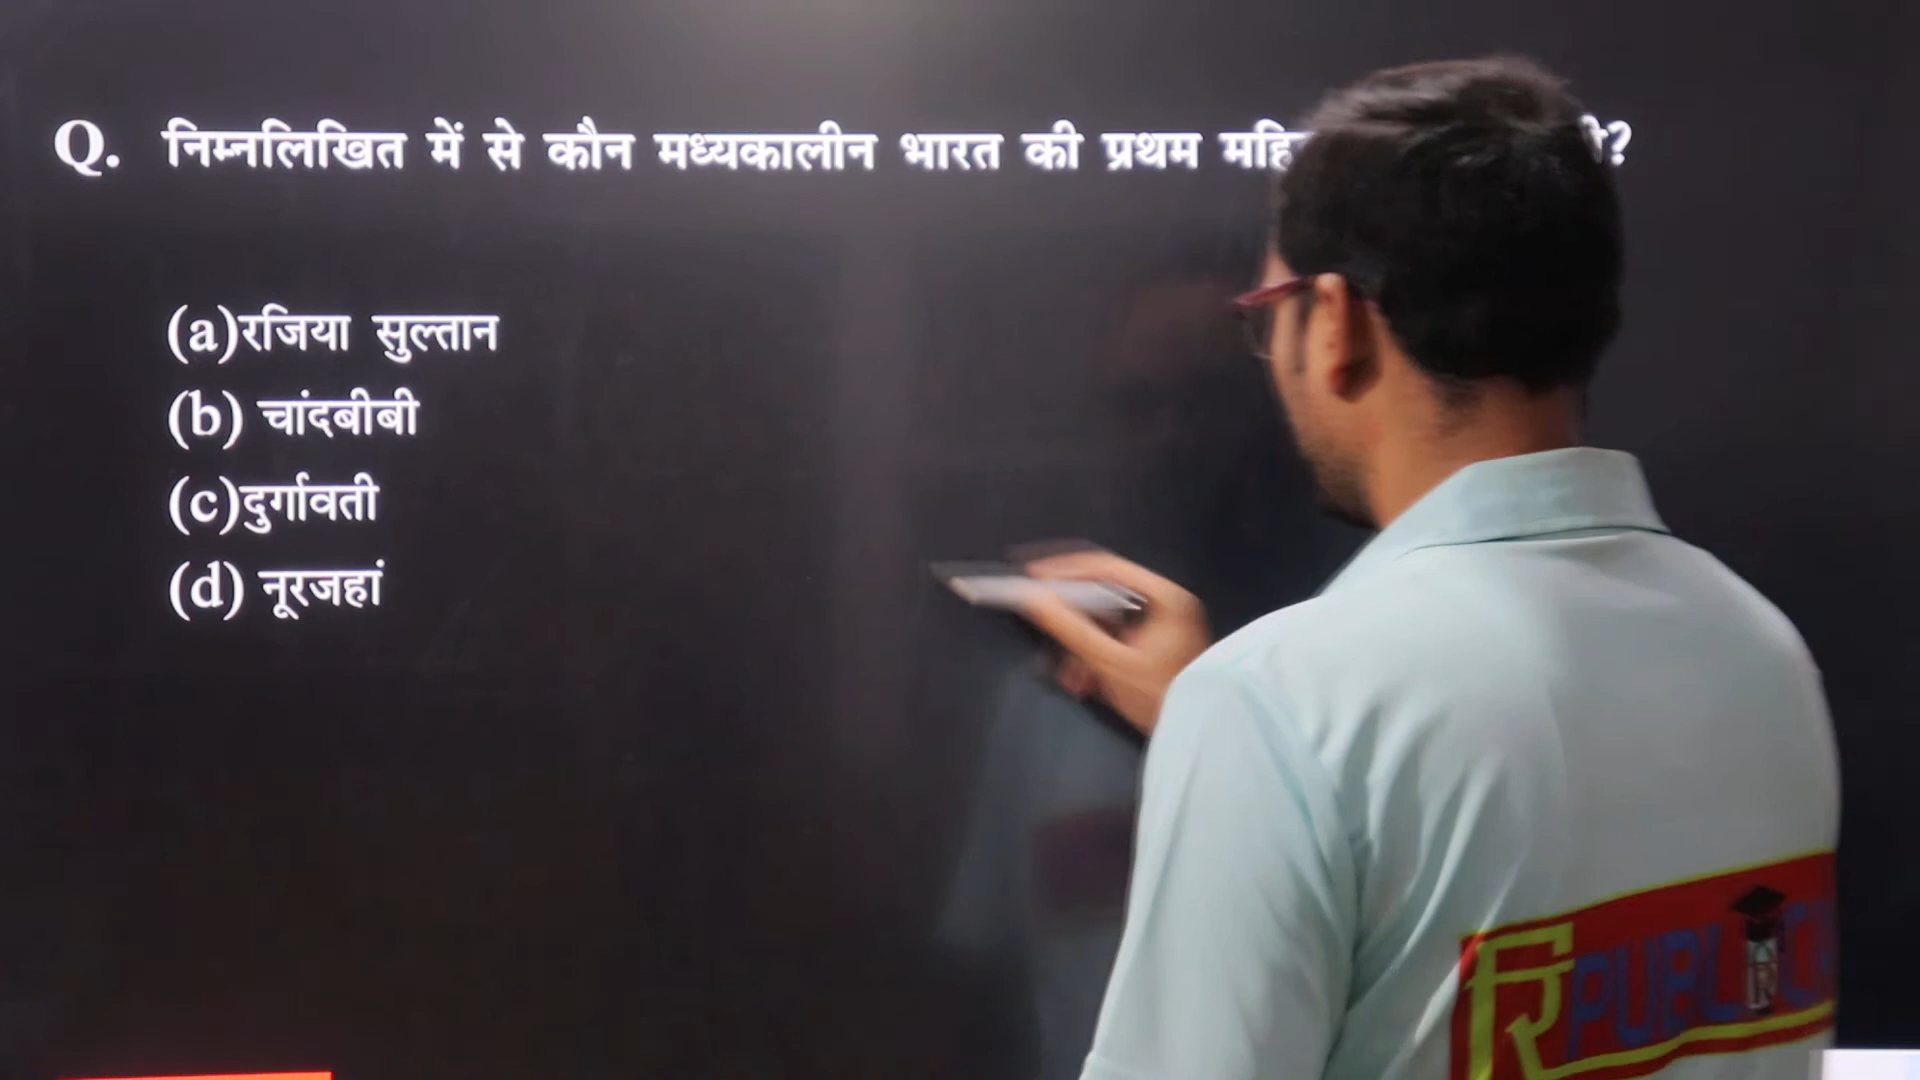 Q. निम्नलिखित में से कौन मध्यकालीन भारत की प्रथम ?
(a)रजिया सुल्तान
(b) चांदबीबी
(c)दुर्गावती
(d) नूरजहां